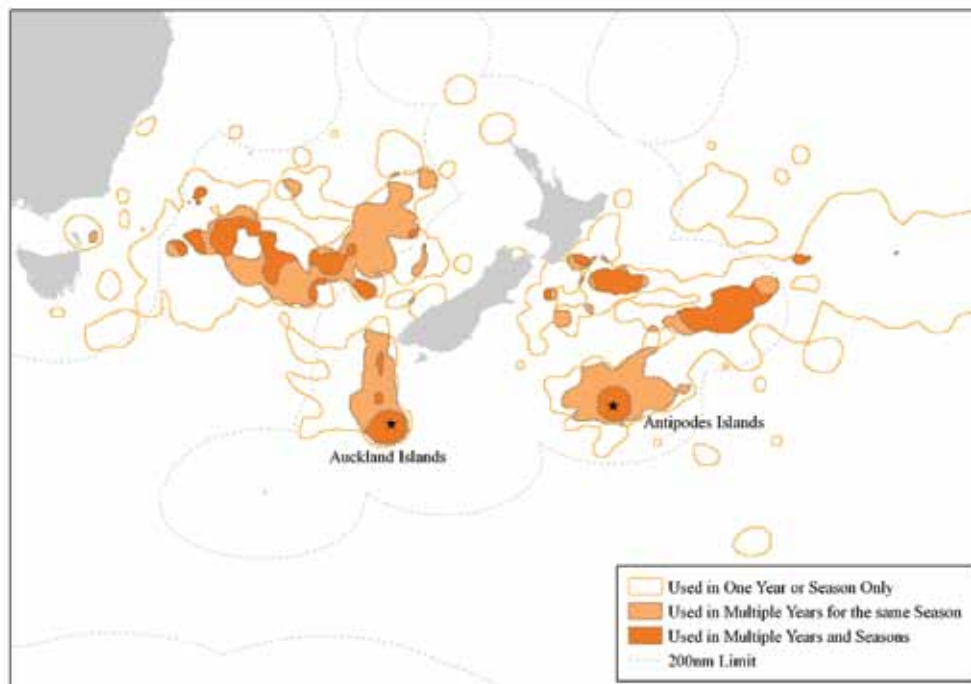 Antipodes Islands
Auckland Islands
Used in One Year or Season Only
Used in Multiple Years for the same Season
Used in Multiple Years and Seasons
200nm Limit